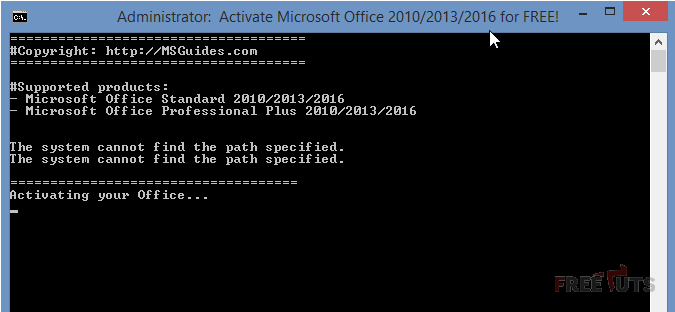 Administrator: Activate Microsoft Office 2010/2013/2016 for FREE!
===================================
#Copyright: http://MSGuides.com
===================================
#Supported products:
- Microsoft Office Standard 2010/2013/2016
- Microsoft Office Professional Plus 2010/2013/2016
The system cannot find the path specified.
The system cannot find the path specified.
==================================
Activating your Office...
FREETUTS